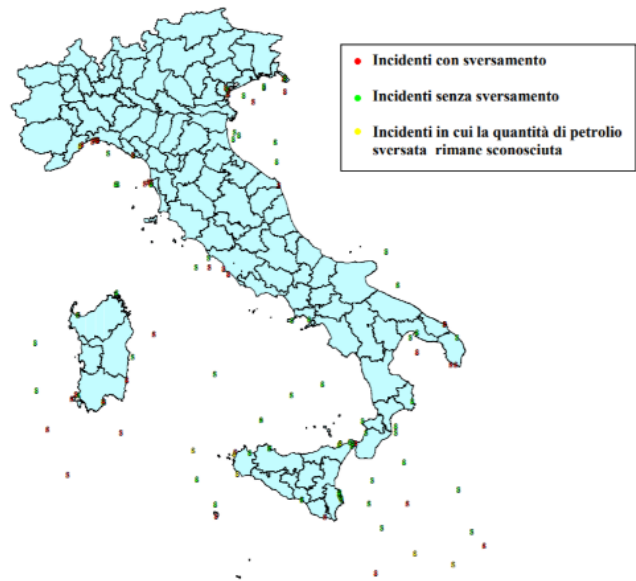 Incidenti con sversamento
Incidenti senza sversamento
Incidenti in cui la quantità di petrolio
sversata rimane sconosciuta